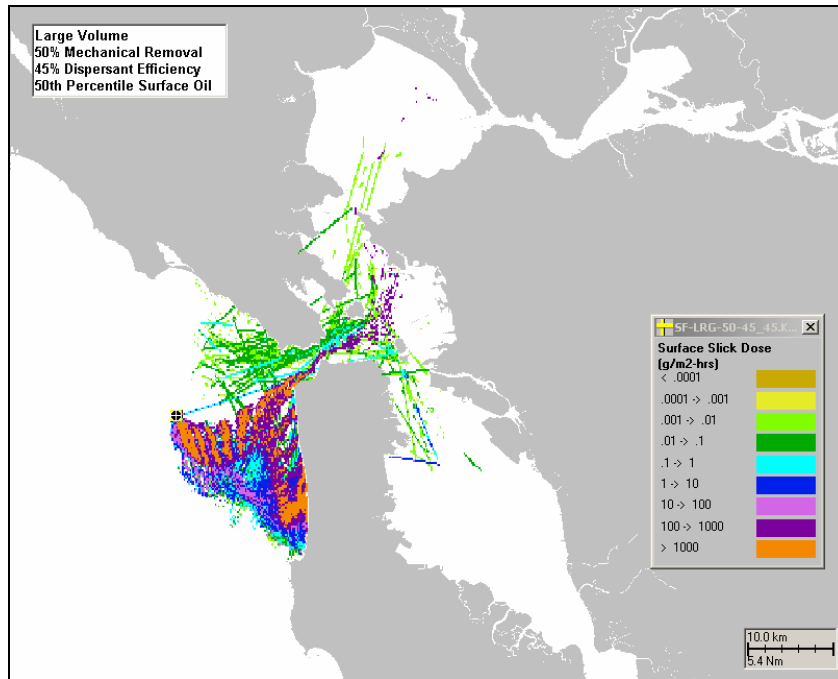 Large Volume
50% Mechanical Removal
45% Dispersant Efficiency
50th Percentile Surface Oil
SF-LRG-50-45_45.K...
Surface Slick Dose
(g/m2-hrs)
< .0001
.0001 -> .001
.001 -> .01
.01 -> .1
.1 -> 1
1 -> 10
10 -> 100
100 -> 1000
> 1000
10.0 km
5.4 Nm